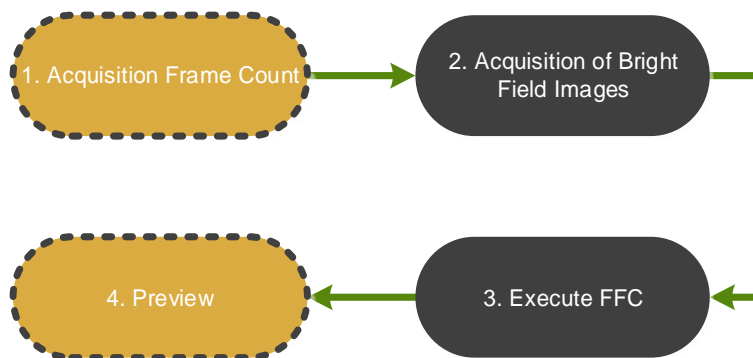 1. Acquisition Frame Count
2. Acquisition of Bright
Field Images
3. Execute FFC
4. Preview